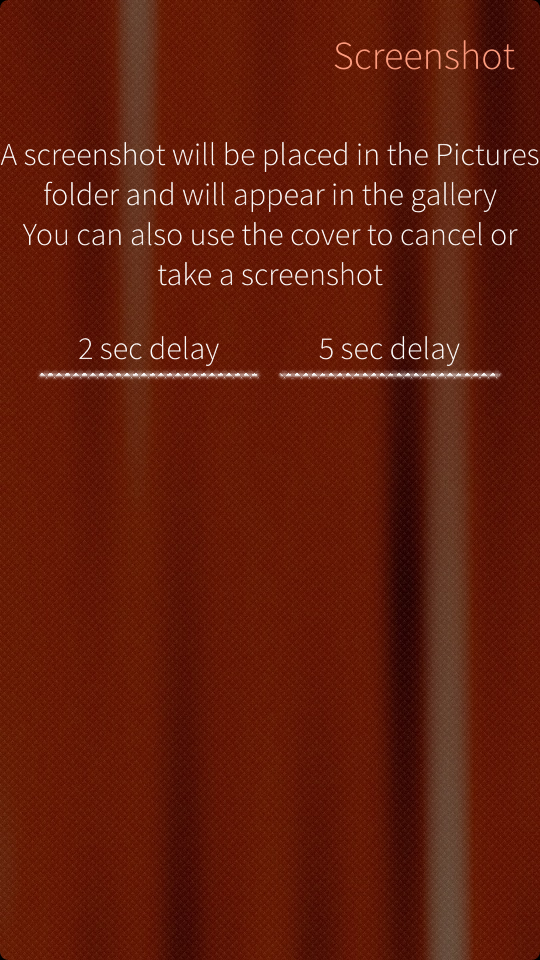 Screenshot
A screenshot will be placed in the Pictures
folder and will appear in the gallery
You can also use the cover to cancel or
take a screenshot
2 sec delay
5 sec delay